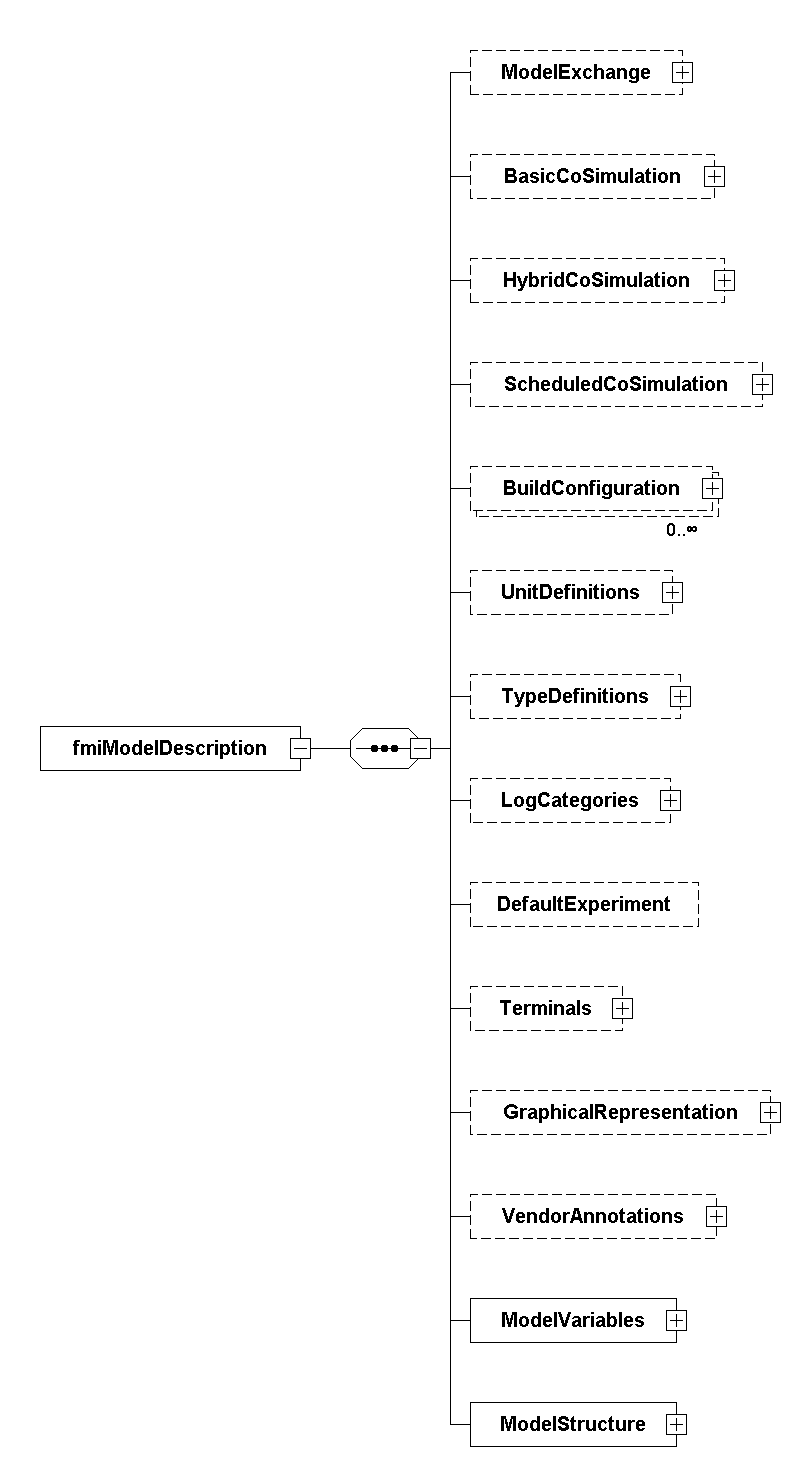 ModelExchange
BasicCoSimulation
HybridCoSimulation
ScheduledCoSimulation
BuildConfiguration
0..∞
UnitDefinitions
TypeDefinitions
fmiModelDescription
LogCategories
DefaultExperiment
Terminals
GraphicalRepresentation
VendorAnnotations
ModelVariables
ModelStructure